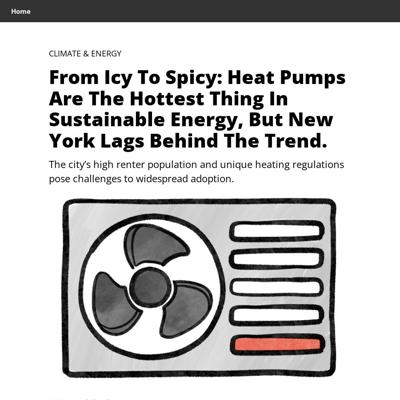 Home
CLIMATE & ENERGY
From Icy To Spicy: Heat Pumps
Are The Hottest Thing In
Sustainable Energy, But New
York Lags Behind The Trend.
The city’s high renter population and unique heating regulations
pose challenges to widespread adoption.